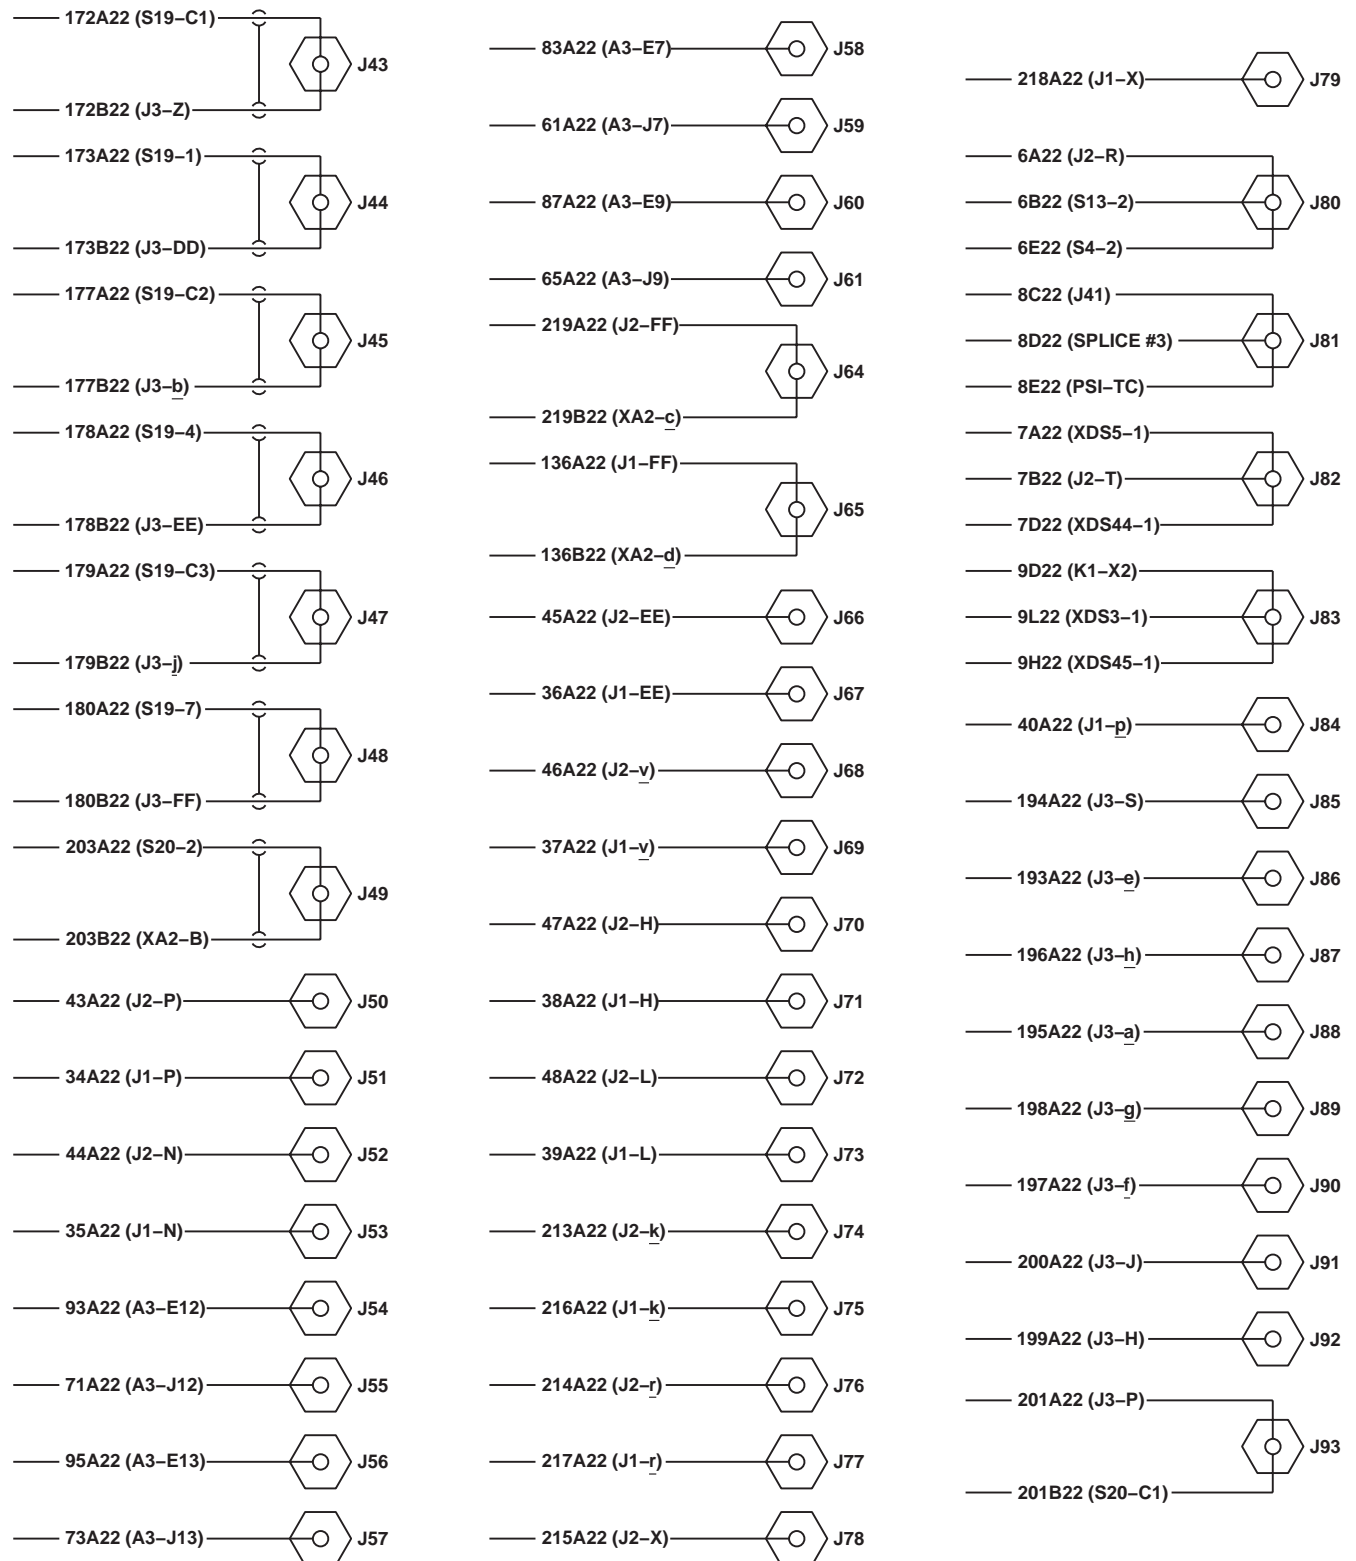 172A22 (S19–C1)
J43
172B22 (J3–Z)
173A22 (S19–1)
J44
173B22 (J3–DD)
177A22 (S19–C2)
J45
177B22 (J3–b)
178A22 (S19–4)
J46
178B22 (J3–EE)
179A22 (S19–C3)
J47
179B22 (J3–j)
180A22 (S19–7)
J48
180B22 (J3–FF)
203A22 (S20–2)
J49
203B22 (XA2–B)
43A22 (J2–P) J50
34A22 (J1–P) J51
44A22 (J2–N) J52
35A22 (J1–N) J53
93A22 (A3–E12) J54
71A22 (A3–J12) J55
95A22 (A3–E13) J56
73A22 (A3–J13) J57
83A22 (A3–E7) J58
61A22 (A3–J7) J59
87A22 (A3–E9) J60
65A22 (A3–J9) J61
219A22 (J2–FF)
J64
219B22 (XA2–c)
136A22 (J1–FF)
J65
136B22 (XA2–d)
45A22 (J2–EE) J66
36A22 (J1–EE) J67
46A22 (J2–v) J68
37A22 (J1–v) J69
47A22 (J2–H) J70
38A22 (J1–H) J71
48A22 (J2–L) J72
39A22 (J1–L) J73
213A22 (J2–k) J74
216A22 (J1–k) J75
214A22 (J2–r) J76
217A22 (J1–r) J77
215A22 (J2–X) J78
218A22 (J1–X) J79
6A22 (J2–R)
6B22 (S13–2) J80
6E22 (S4–2)
8C22 (J41)
8D22 (SPLICE #3) J81
8E22 (PSI–TC)
7A22 (XDS5–1)
7B22 (J2–T) J82
7D22 (XDS44–1)
9D22 (K1–X2)
9L22 (XDS3–1) J83
9H22 (XDS45–1)
40A22 (J1–p) J84
194A22 (J3–S) J85
193A22 (J3–e) J86
196A22 (J3–h) J87
195A22 (J3–a) J88
198A22 (J3–g) J89
197A22 (J3–f) J90
200A22 (J3–J) J91
199A22 (J3–H) J92
201A22 (J3–P)
J93
201B22 (S20–C1)